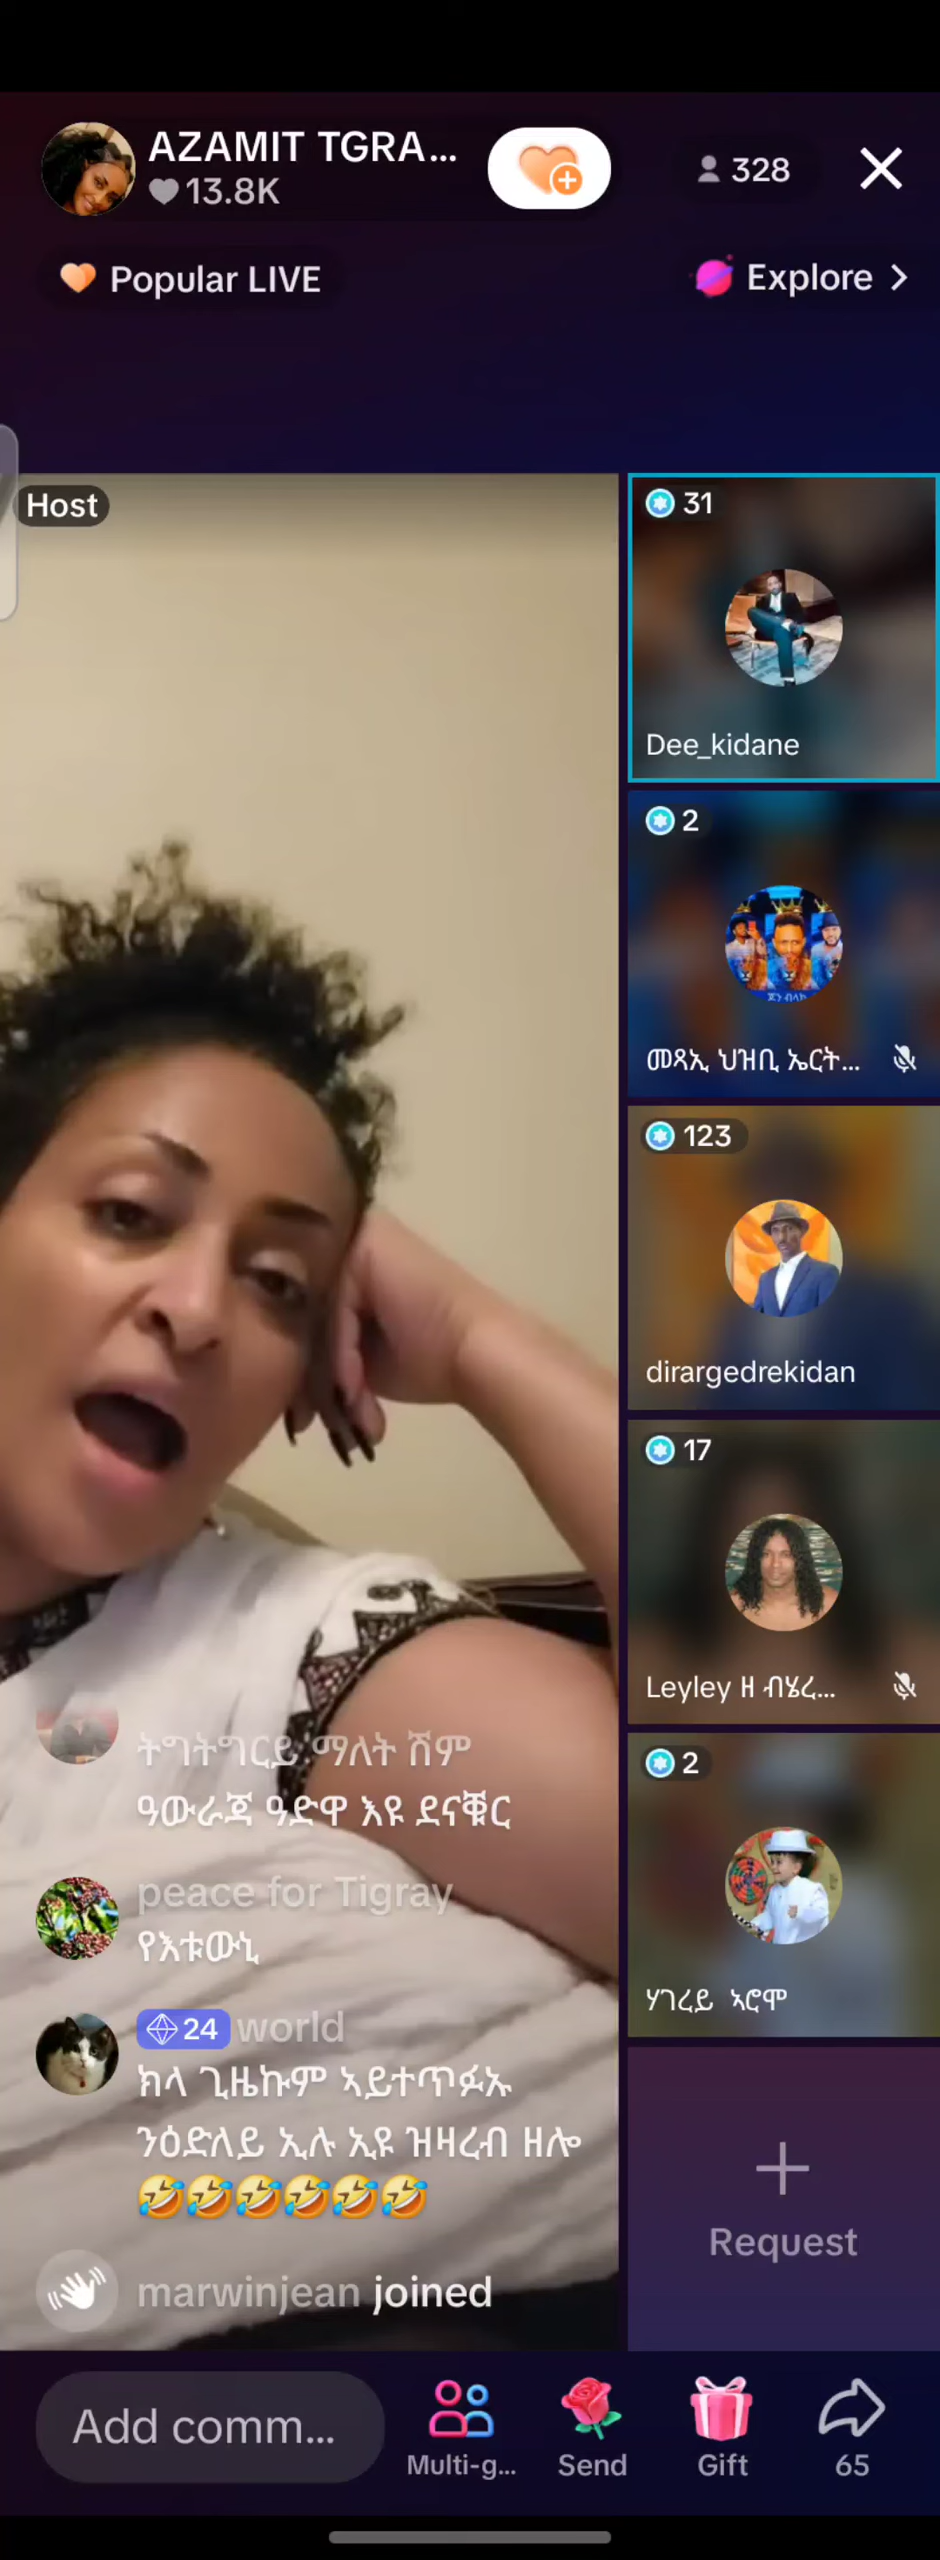 AZAMIT TGRA...
13.8K
328
Popular LIVE
Explore
Host
31
Dee_kidane
2
መጻኢ ህዝቢ ኤርት...
123
dirargedrekidan
17
Leyley ዘ ብሄረ...
2
ሃገረይ ኣሮሞ
Request
ትግትግርይ ማለት ሽም
ዓውራጃ ዓድዋ እዩ ደናቹር
peace for Tigray
የእቱውኒ
24 world
ክላ ጊዜኩም ኣይተጥፉኡ
ንዕድለይ ኢሉ ኢዩ ዝዛረብ ዘሎ
🤣🤣🤣🤣🤣🤣
marwinjean joined
Add comm...
Multi-g...
Send
Gift
65